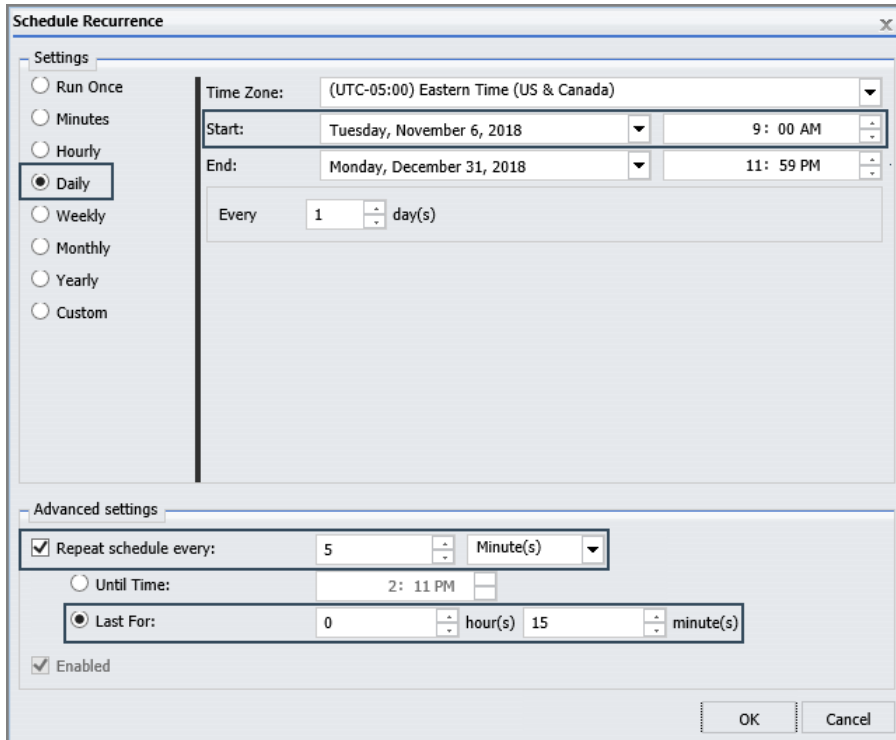 Schedule Recurrence x
Settings
Run Once
Minutes
Hourly
Daily
Weekly
Monthly
Yearly
Custom
Time Zone: (UTC-05:00) Eastern Time (US & Canada)
Start: Tuesday, November 6, 2018 9: 00 AM
End: Monday, December 31, 2018 11: 59 PM
Every 1 day(s)
Advanced settings
Repeat schedule every: 5 Minute(s)
Until Time: 2: 11 PM
Last For: 0 hour(s) 15 minute(s)
Enabled
OK Cancel